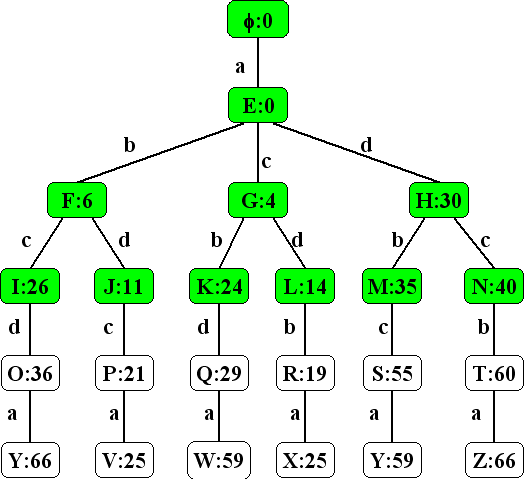 ϕ:0
a
E:0
b c d
F:6 G:4 H:30
c d b d b c
I:26 J:11 K:24 L:14 M:35 N:40
d c d b c b
O:36 P:21 Q:29 R:19 S:55 T:60
a a a a a a
Y:66 V:25 W:59 X:25 Y:59 Z:66